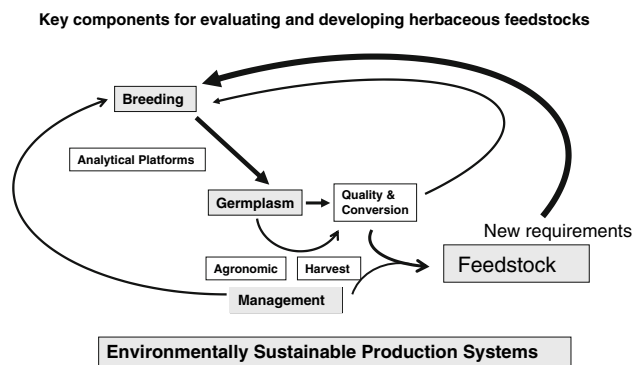 Key components for evaluating and developing herbaceous feedstocks
Breeding
Analytical Platforms
Germplasm
Quality &
Conversion
New requirements
Feedstock
Agronomic
Harvest
Management
Environmentally Sustainable Production Systems